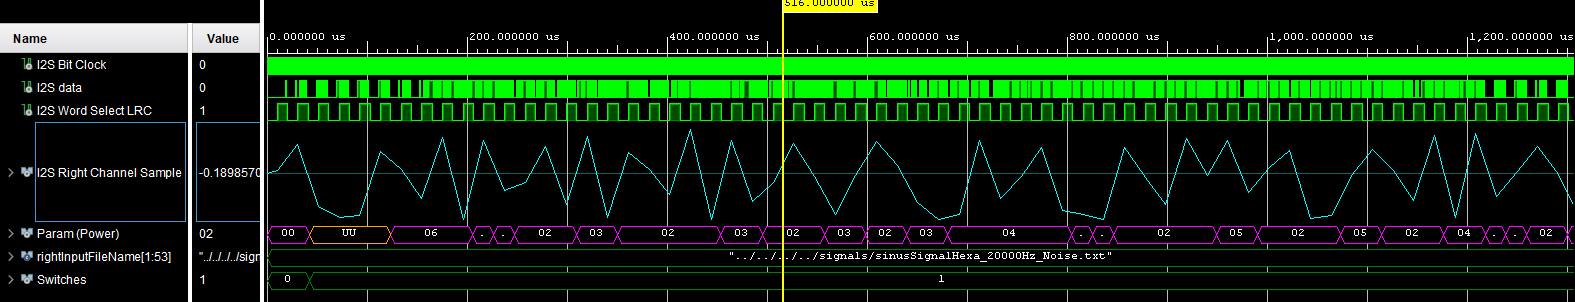 516.000000 us
Name Value 0.000000 us 200.000000 us 400.000000 us 600.000000 us 800.000000 us 1,000.000000 us 1,200.000000 us
I2S Bit Clock 0
I2S data 0
I2S Word Select LRC 1
I2S Right Channel Sample -0.1898570
Param (Power) 02 00 UU 06 . . 02 03 02 03 02 03 02 03 04 . . 02 05 02 05 02 04 . . 02
rightInputFileName[1:53] "../../../../sign "../../../../signals/sinusSignalHexa_20000Hz_Noise.txt"
Switches 1 0 1